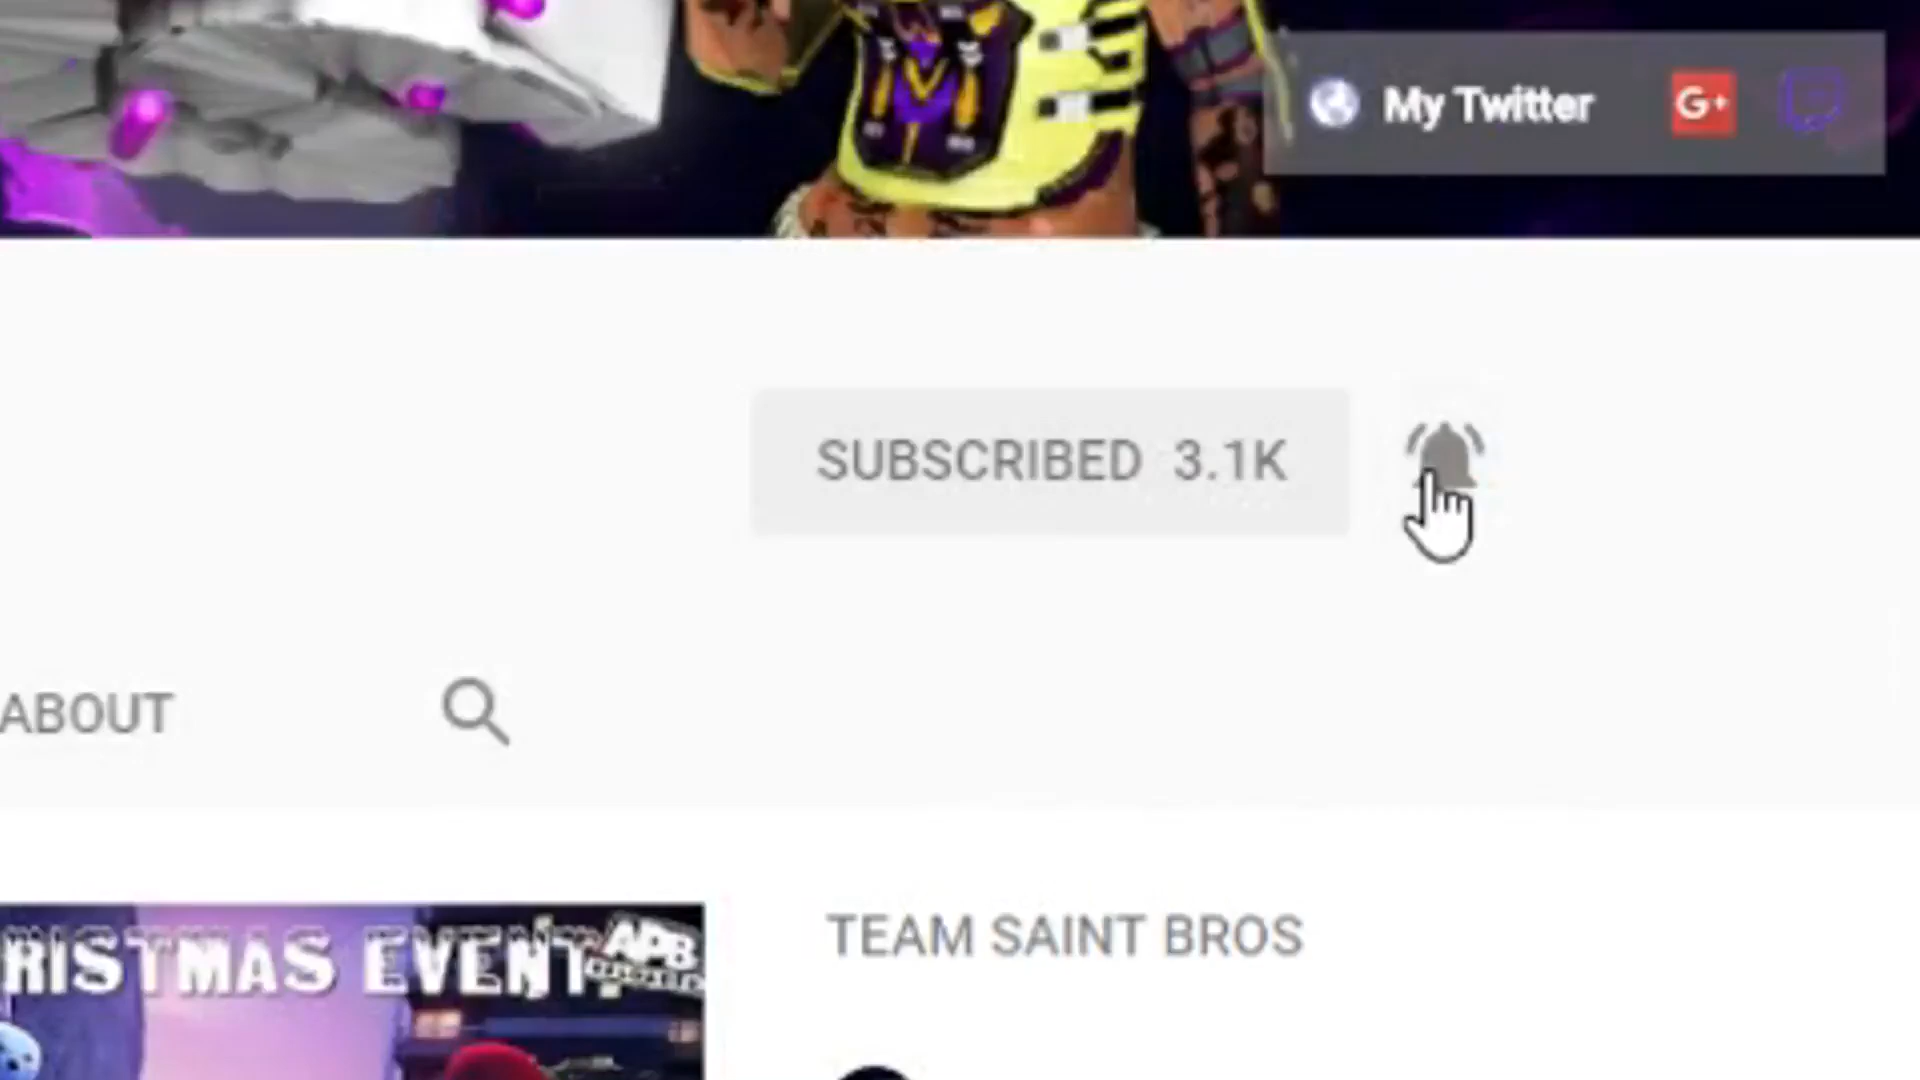 My Twitter G+
SUBSCRIBED 3.1K
ABOUT
RISTMAS EVENT!
APB
TEAM SAINT BROS